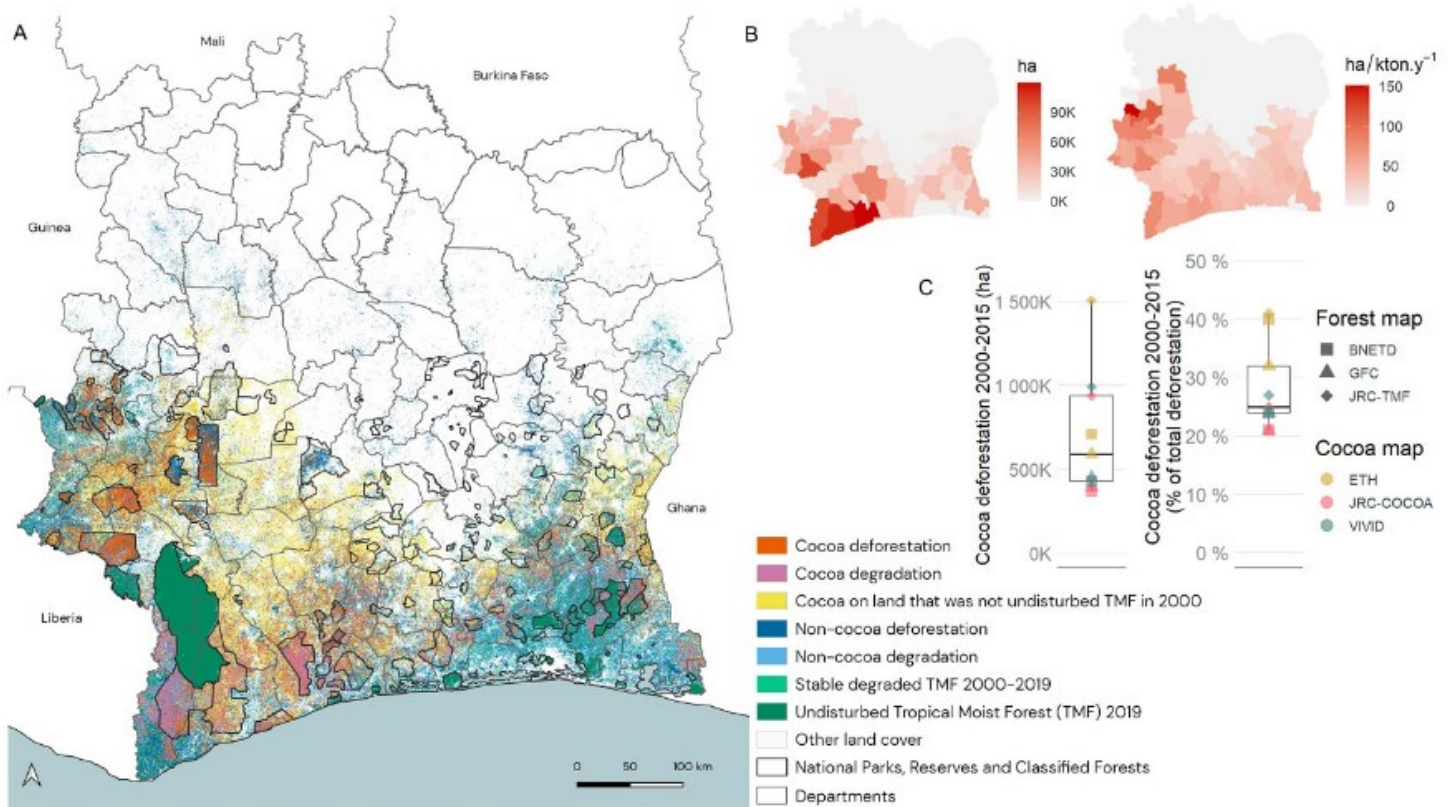 A
Mali
Burkina Faso
Guinea
Ghana
Liberia
0 50 100 km
B
ha
90K
60K
30K
0K
ha/kton.y⁻¹
150
100
50
0
C
Cocoa deforestation 2000-2015 (ha)
1 500K
1 000K
500K
0K
Cocoa deforestation 2000-2015
(% of total deforestation)
50 %
40 %
30 %
20 %
10 %
0 %
Forest map
BNETD
GFC
JRC-TMF
Cocoa map
ETH
JRC-COCOA
VIVID
Cocoa deforestation
Cocoa degradation
Cocoa on land that was not undisturbed TMF in 2000
Non-cocoa deforestation
Non-cocoa degradation
Stable degraded TMF 2000-2019
Undisturbed Tropical Moist Forest (TMF) 2019
Other land cover
National Parks, Reserves and Classified Forests
Departments